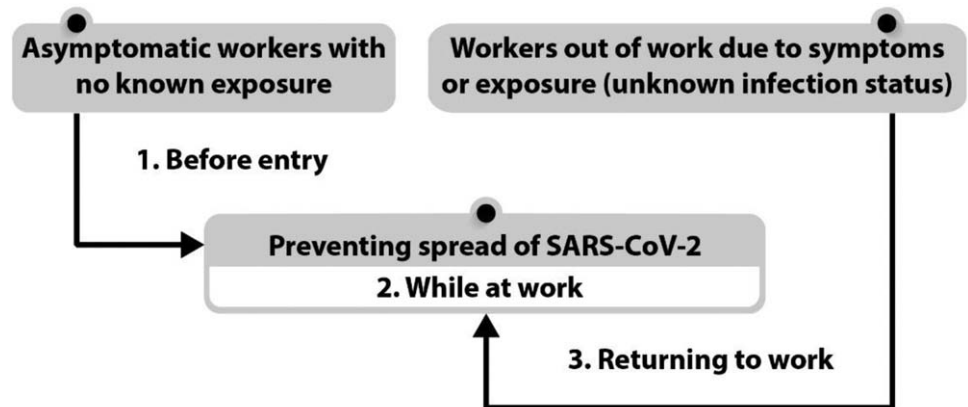 Asymptomatic workers with
no known exposure
Workers out of work due to symptoms
or exposure (unknown infection status)
1. Before entry
Preventing spread of SARS-CoV-2
2. While at work
3. Returning to work